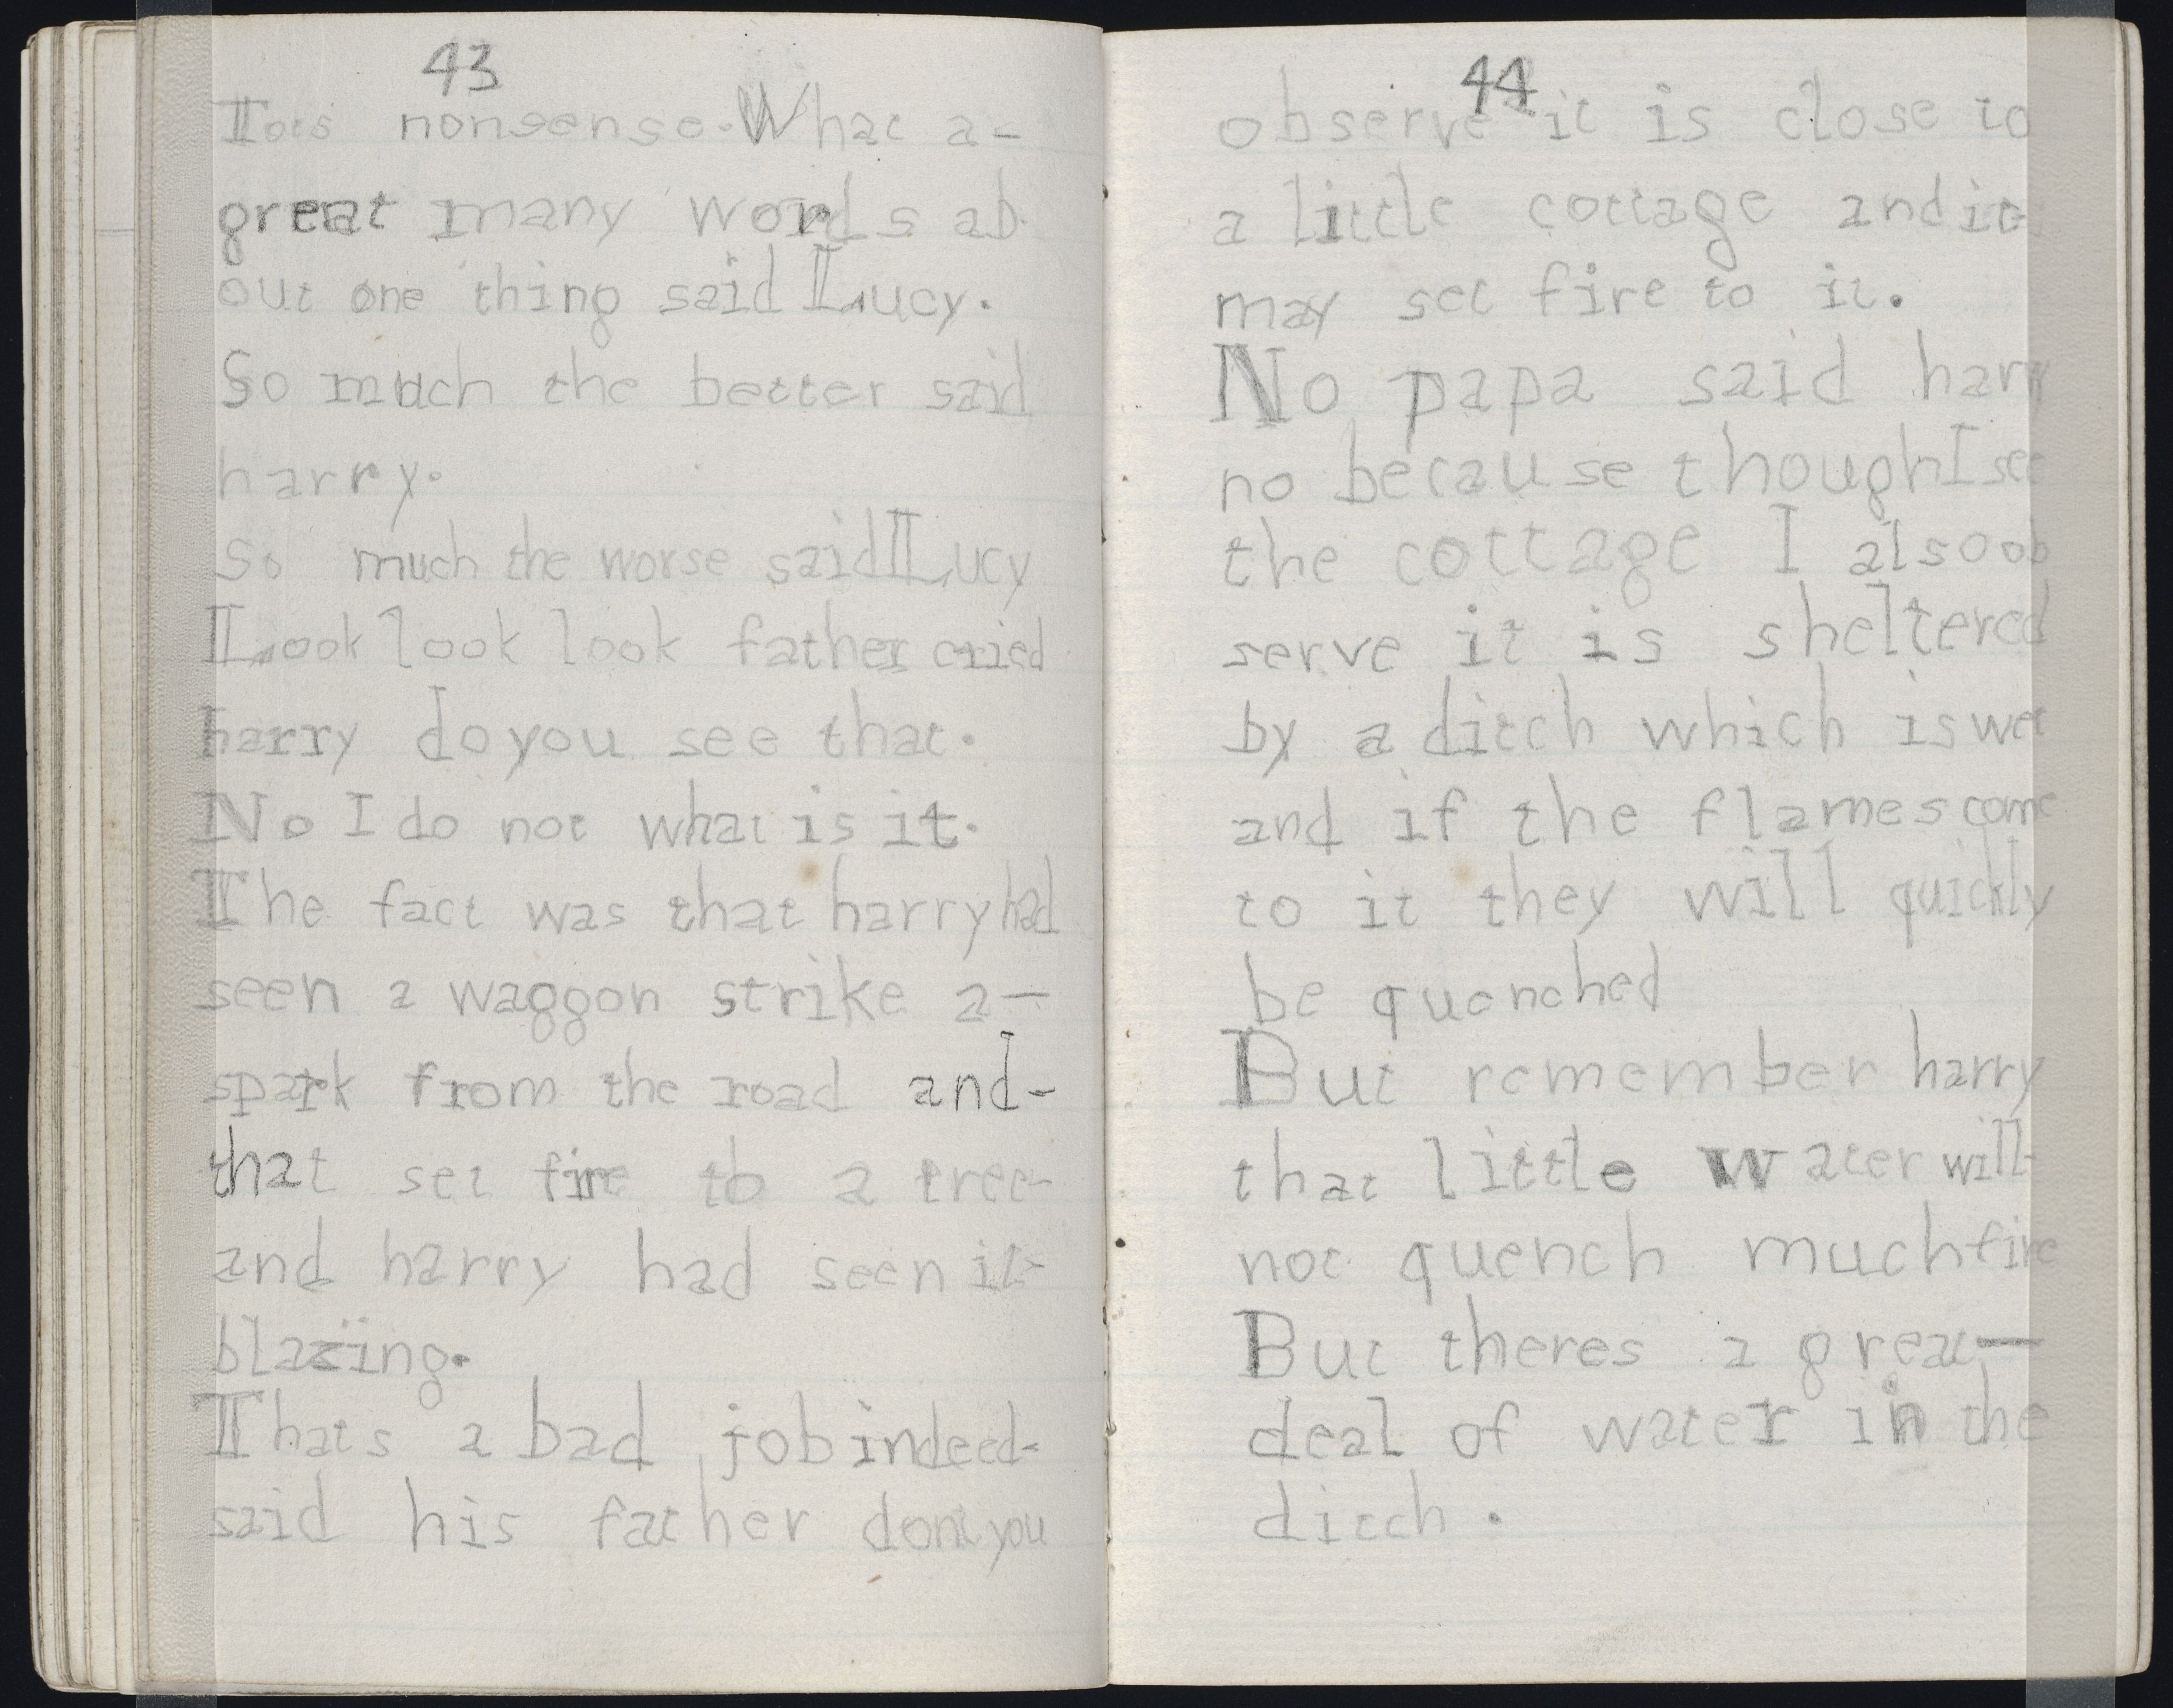 43
Tots nonsense. What a-
great many words ab
out one thing said Lucy.
So much the better said
harry.
So much the worse said Lucy
Look look look father cried
harry do you see that.
No I do not what is it.
The fact was that harry had
seen a waggon strike a-
spark from the road and-
that set fire to a tree-
and harry had seen it-
blazing.
Thats a bad job indeed-
said his father dont you
44
observe it is close to
a little cottage and it-
may set fire to it.
No papa said harry
no because though I see
the cottage I also ob
serve it is sheltered
by a ditch which is wet
and if the flames come
to it they will quickly
be quenched
But remember harry
that little water will-
not quench much fire
But theres a great-
deal of water in the
ditch.